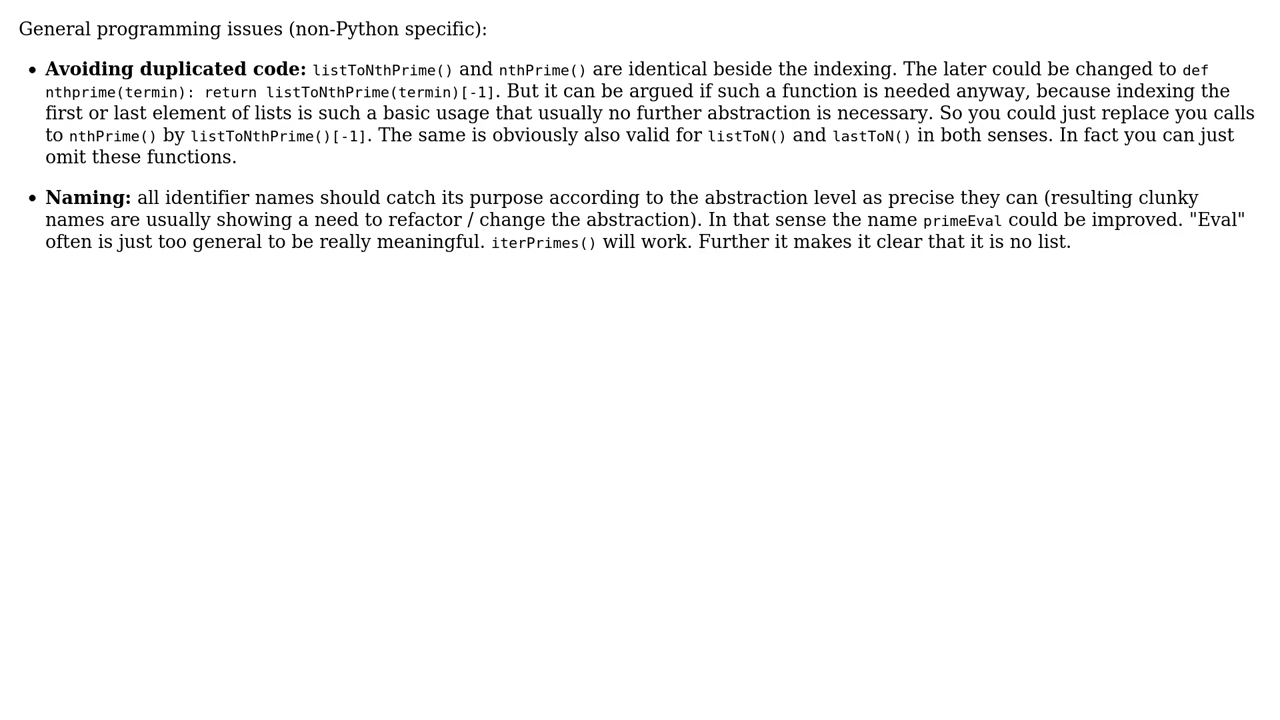 General programming issues (non-Python specific):
• Avoiding duplicated code: listToNthPrime() and nthPrime() are identical beside the indexing. The later could be changed to def
nthprime(termin): return listToNthPrime(termin)[-1]. But it can be argued if such a function is needed anyway, because indexing the
first or last element of lists is such a basic usage that usually no further abstraction is necessary. So you could just replace you calls
to nthPrime() by listToNthPrime()[-1]. The same is obviously also valid for listToN() and lastToN() in both senses. In fact you can just
omit these functions.
• Naming: all identifier names should catch its purpose according to the abstraction level as precise they can (resulting clunky
names are usually showing a need to refactor / change the abstraction). In that sense the name primeEval could be improved. "Eval"
often is just too general to be really meaningful. iterPrimes() will work. Further it makes it clear that it is no list.